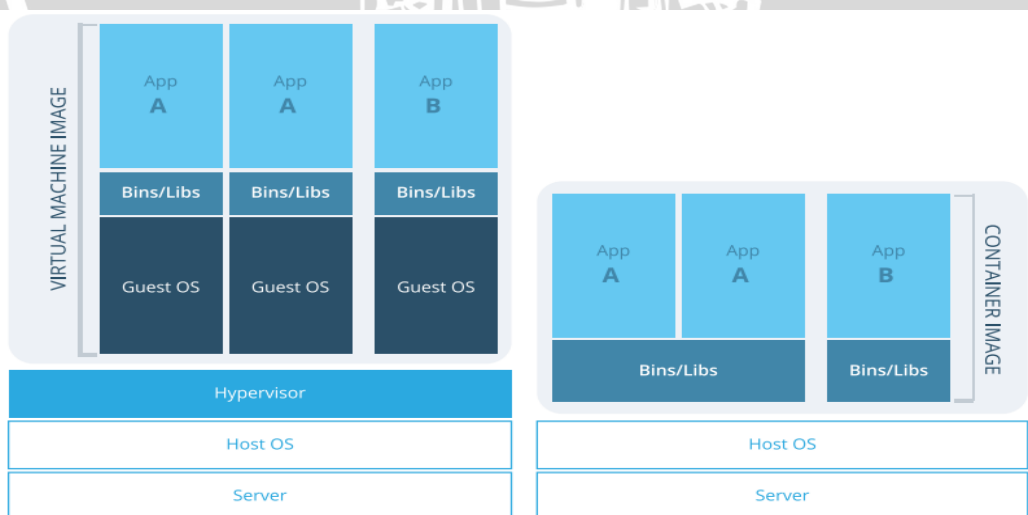 VIRTUAL MACHINE IMAGE
App
A
App
A
App
B
Bins/Libs
Bins/Libs
Bins/Libs
Guest OS
Guest OS
Guest OS
Hypervisor
Host OS
Server
App
A
App
A
App
B
Bins/Libs
Bins/Libs
CONTAINER IMAGE
Host OS
Server